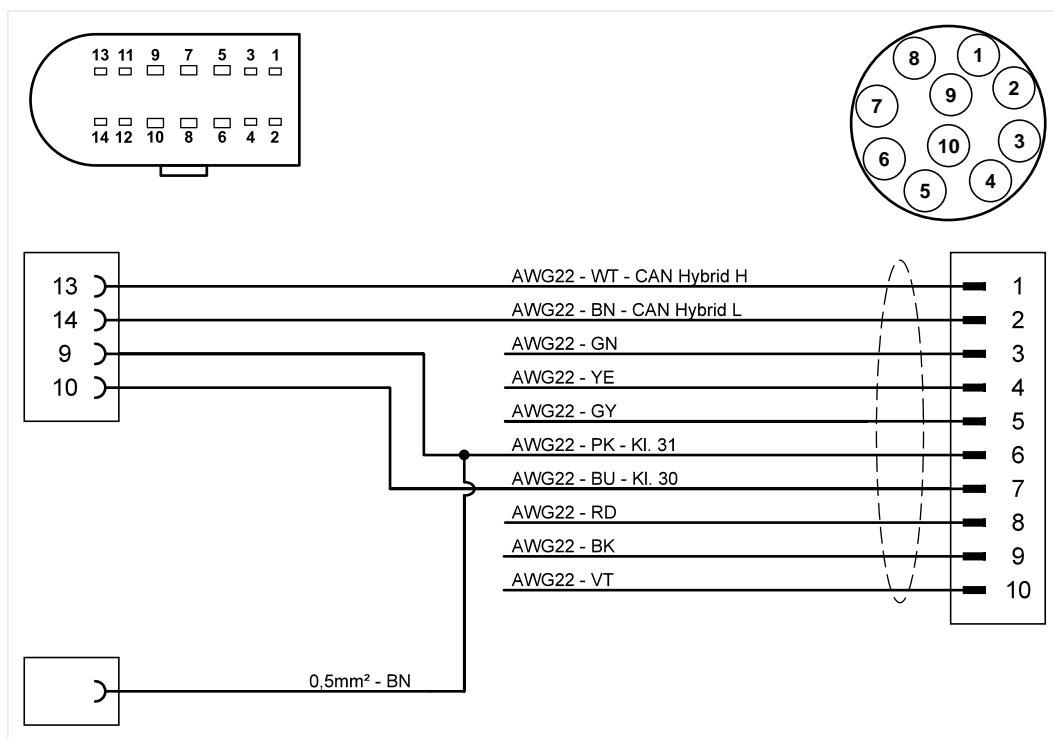 13 11 9 7 5 3 1
14 12 10 8 6 4 2
8 1
9 2
7
10 3
6
5 4
13 AWG22 - WT - CAN Hybrid H 1
14 AWG22 - BN - CAN Hybrid L 2
9 AWG22 - GN 3
10 AWG22 - YE 4
AWG22 - GY 5
AWG22 - PK - Kl. 31 6
AWG22 - BU - Kl. 30 7
AWG22 - RD 8
AWG22 - BK 9
AWG22 - VT 10
0,5mm² - BN